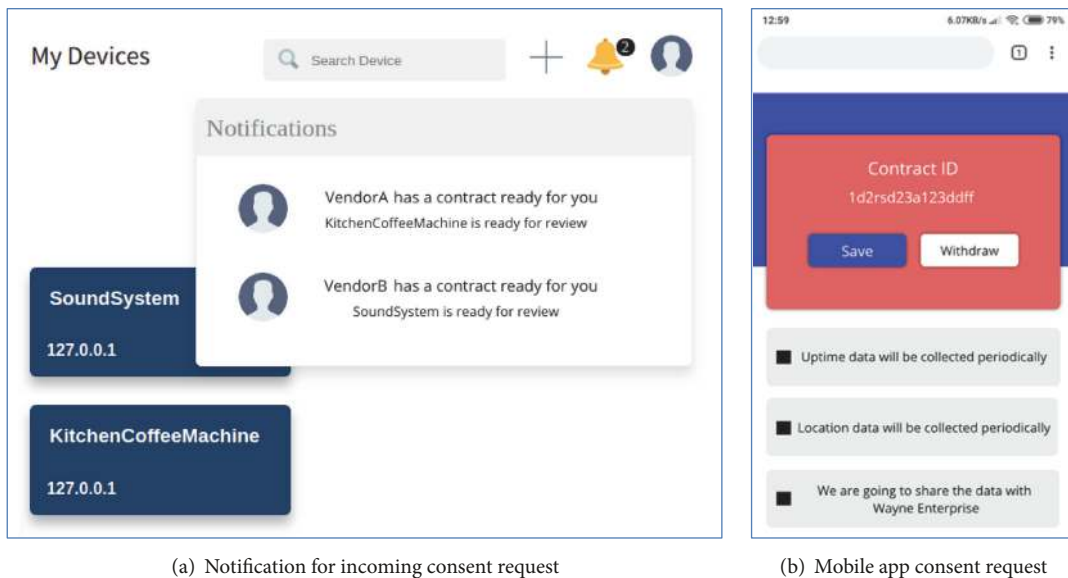 My Devices
Search Device
2
Notifications
VendorA has a contract ready for you
KitchenCoffeeMachine is ready for review
VendorB has a contract ready for you
SoundSystem is ready for review
SoundSystem
127.0.0.1
KitchenCoffeeMachine
127.0.0.1
(a) Notification for incoming consent request
12:59 6.07KB/s 79%
1
Contract ID
1d2rsd23a123ddff
Save Withdraw
Uptime data will be collected periodically
Location data will be collected periodically
We are going to share the data with
Wayne Enterprise
(b) Mobile app consent request